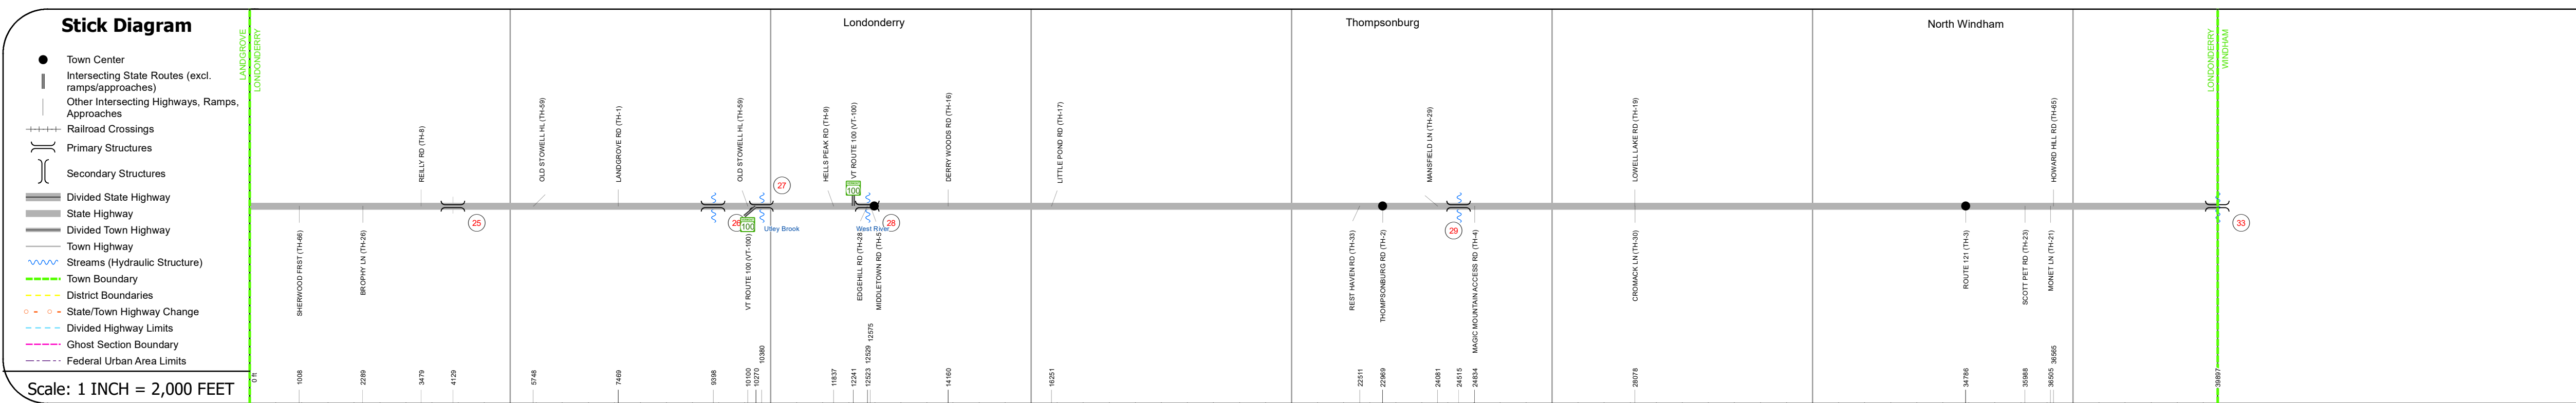 Stick Diagram
Town Center
Intersecting State Routes (excl.
ramps/approaches)
Other Intersecting Highways, Ramps,
Approaches
Railroad Crossings
Primary Structures
Secondary Structures
Divided State Highway
State Highway
Divided Town Highway
Town Highway
Streams (Hydraulic Structure)
Town Boundary
District Boundaries
State/Town Highway Change
Divided Highway Limits
Ghost Section Boundary
Federal Urban Area Limits
Scale: 1 INCH = 2,000 FEET
Londonderry
Thompsonburg
North Windham
LANDGROVE
LONDONDERRY
LONDONDERRY
WINDHAM
REILLY RD (TH-8)
OLD STOWELL HL (TH-59)
LANDGROVE RD (TH-1)
OLD STOWELL HL (TH-59)
HELLS PEAK RD (TH-9)
VT ROUTE 100 (VT-100)
DERRY WOODS RD (TH-16)
LITTLE POND RD (TH-17)
MANSFIELD LN (TH-29)
LOWELL LAKE RD (TH-19)
HOWARD HILL RD (TH-65)
27
100
25
26
100
28
29
33
Utley Brook
West River
SHERWOOD FRST (TH-66)
BROPHY LN (TH-26)
VT ROUTE 100 (VT-100)
EDGEHILL RD (TH-28
MIDDLETOWN RD (TH-5
REST HAVEN RD (TH-33)
THOMPSONBURG RD (TH-2)
MAGIC MOUNTAIN ACCESS RD (TH-4)
CROMACK LN (TH-30)
ROUTE 121 (TH-3)
SCOTT PET RD (TH-23)
MONET LN (TH-21)
0 ft
1008
2289
3479
4129
5748
7469
9398
10100
10270
10380
11837
12241
12523
12529
12575
14160
16251
22511
22969
24081
24515
24834
28078
34786
35988
36505
36565
39897